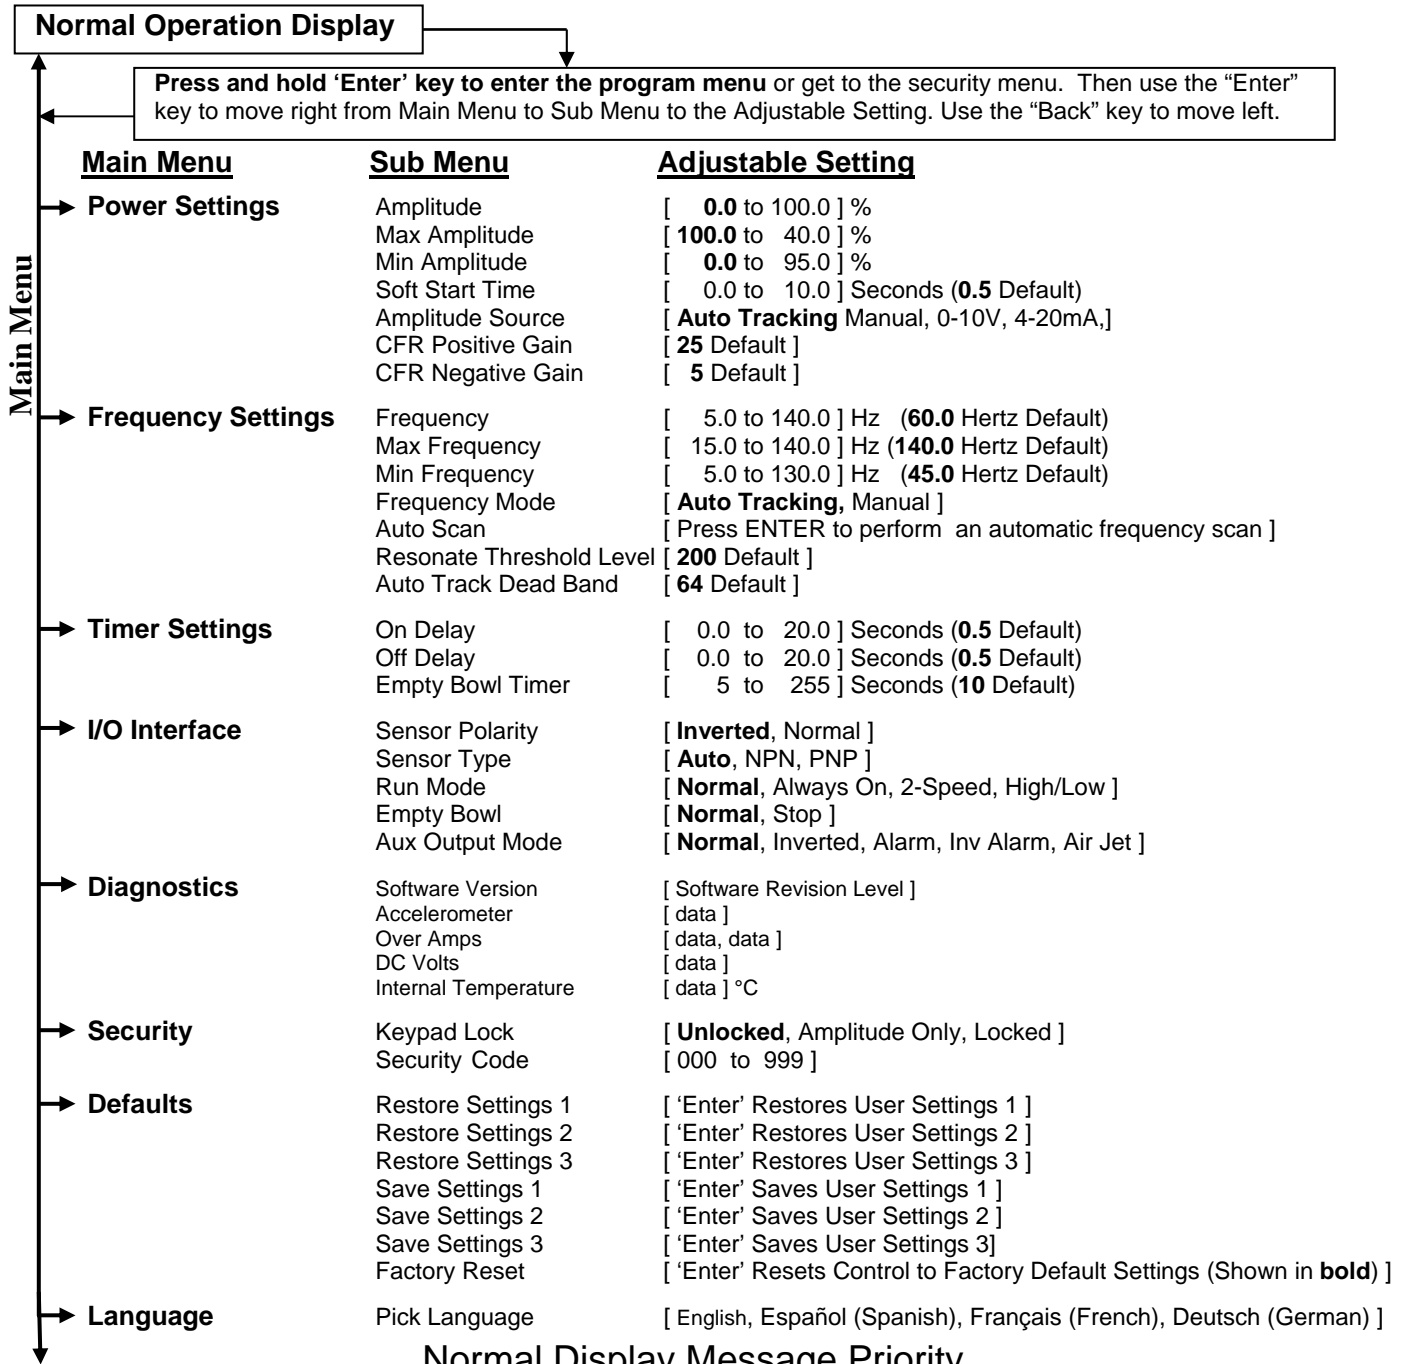 Normal Operation Display
Press and hold ‘Enter’ key to enter the program menu or get to the security menu. Then use the “Enter”
key to move right from Main Menu to Sub Menu to the Adjustable Setting. Use the “Back” key to move left.
Main Menu
Main Menu Sub Menu Adjustable Setting
Power Settings Amplitude [ 0.0 to 100.0 ] %
Max Amplitude [ 100.0 to 40.0 ] %
Min Amplitude [ 0.0 to 95.0 ] %
Soft Start Time [ 0.0 to 10.0 ] Seconds (0.5 Default)
Amplitude Source [ Auto Tracking Manual, 0-10V, 4-20mA,]
CFR Positive Gain [ 25 Default ]
CFR Negative Gain [ 5 Default ]
Frequency Settings Frequency [ 5.0 to 140.0 ] Hz (60.0 Hertz Default)
Max Frequency [ 15.0 to 140.0 ] Hz (140.0 Hertz Default)
Min Frequency [ 5.0 to 130.0 ] Hz (45.0 Hertz Default)
Frequency Mode [ Auto Tracking, Manual ]
Auto Scan [ Press ENTER to perform an automatic frequency scan ]
Resonate Threshold Level [ 200 Default ]
Auto Track Dead Band [ 64 Default ]
Timer Settings On Delay [ 0.0 to 20.0 ] Seconds (0.5 Default)
Off Delay [ 0.0 to 20.0 ] Seconds (0.5 Default)
Empty Bowl Timer [ 5 to 255 ] Seconds (10 Default)
I/O Interface Sensor Polarity [ Inverted, Normal ]
Sensor Type [ Auto, NPN, PNP ]
Run Mode [ Normal, Always On, 2-Speed, High/Low ]
Empty Bowl [ Normal, Stop ]
Aux Output Mode [ Normal, Inverted, Alarm, Inv Alarm, Air Jet ]
Diagnostics Software Version [ Software Revision Level ]
Accelerometer [ data ]
Over Amps [ data, data ]
DC Volts [ data ]
Internal Temperature [ data ] °C
Security Keypad Lock [ Unlocked, Amplitude Only, Locked ]
Security Code [ 000 to 999 ]
Defaults Restore Settings 1 [ ‘Enter’ Restores User Settings 1 ]
Restore Settings 2 [ ‘Enter’ Restores User Settings 2 ]
Restore Settings 3 [ ‘Enter’ Restores User Settings 3 ]
Save Settings 1 [ ‘Enter’ Saves User Settings 1 ]
Save Settings 2 [ ‘Enter’ Saves User Settings 2 ]
Save Settings 3 [ ‘Enter’ Saves User Settings 3]
Factory Reset [ ‘Enter’ Resets Control to Factory Default Settings (Shown in bold) ]
Language Pick Language [ English, Español (Spanish), Français (French), Deutsch (German) ]
Normal Display Message Priority